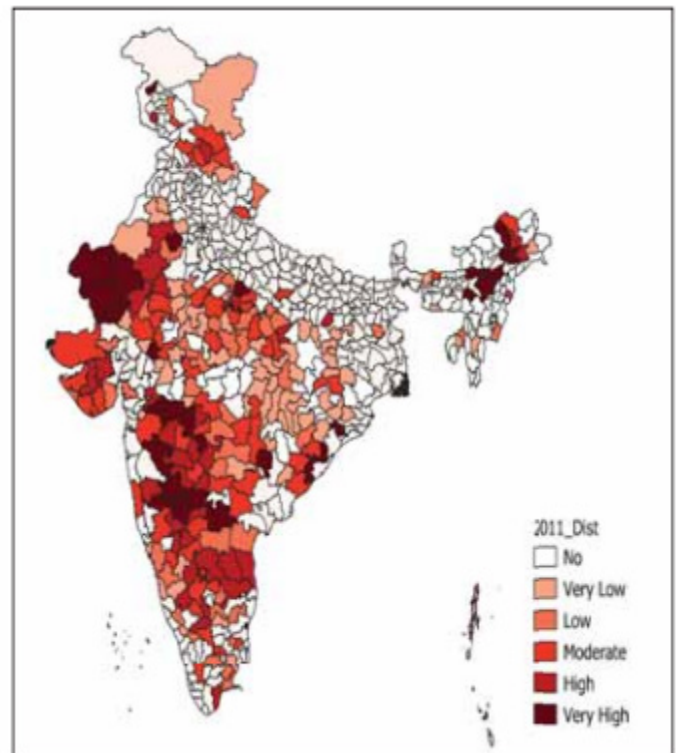 2011_Dist
No
Very Low
Low
Moderate
High
Very High